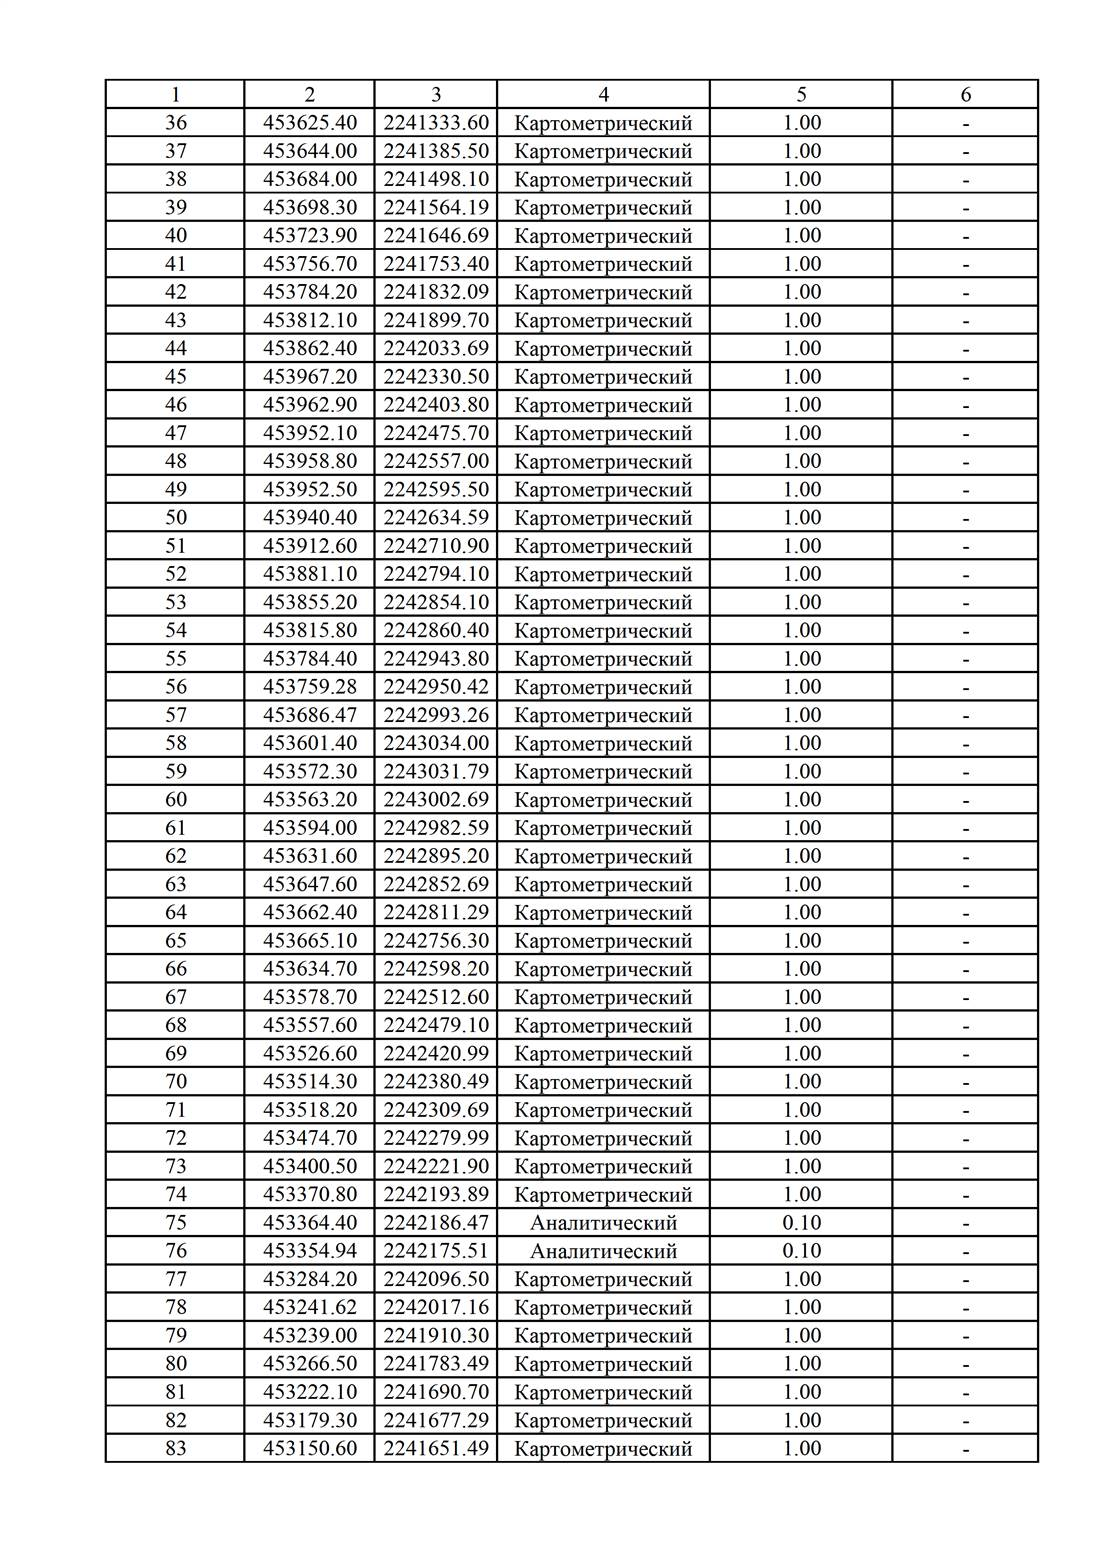 1 2 3 4 5 6
36 453625.40 2241333.60 Картометрический 1.00 -
37 453644.00 2241385.50 Картометрический 1.00 -
38 453684.00 2241498.10 Картометрический 1.00 -
39 453698.30 2241564.19 Картометрический 1.00 -
40 453723.90 2241646.69 Картометрический 1.00 -
41 453756.70 2241753.40 Картометрический 1.00 -
42 453784.20 2241832.09 Картометрический 1.00 -
43 453812.10 2241899.70 Картометрический 1.00 -
44 453862.40 2242033.69 Картометрический 1.00 -
45 453967.20 2242330.50 Картометрический 1.00 -
46 453962.90 2242403.80 Картометрический 1.00 -
47 453952.10 2242475.70 Картометрический 1.00 -
48 453958.80 2242557.00 Картометрический 1.00 -
49 453952.50 2242595.50 Картометрический 1.00 -
50 453940.40 2242634.59 Картометрический 1.00 -
51 453912.60 2242710.90 Картометрический 1.00 -
52 453881.10 2242794.10 Картометрический 1.00 -
53 453855.20 2242854.10 Картометрический 1.00 -
54 453815.80 2242860.40 Картометрический 1.00 -
55 453784.40 2242943.80 Картометрический 1.00 -
56 453759.28 2242950.42 Картометрический 1.00 -
57 453686.47 2242993.26 Картометрический 1.00 -
58 453601.40 2243034.00 Картометрический 1.00 -
59 453572.30 2243031.79 Картометрический 1.00 -
60 453563.20 2243002.69 Картометрический 1.00 -
61 453594.00 2242982.59 Картометрический 1.00 -
62 453631.60 2242895.20 Картометрический 1.00 -
63 453647.60 2242852.69 Картометрический 1.00 -
64 453662.40 2242811.29 Картометрический 1.00 -
65 453665.10 2242756.30 Картометрический 1.00 -
66 453634.70 2242598.20 Картометрический 1.00 -
67 453578.70 2242512.60 Картометрический 1.00 -
68 453557.60 2242479.10 Картометрический 1.00 -
69 453526.60 2242420.99 Картометрический 1.00 -
70 453514.30 2242380.49 Картометрический 1.00 -
71 453518.20 2242309.69 Картометрический 1.00 -
72 453474.70 2242279.99 Картометрический 1.00 -
73 453400.50 2242221.90 Картометрический 1.00 -
74 453370.80 2242193.89 Картометрический 1.00 -
75 453364.40 2242186.47 Аналитический 0.10 -
76 453354.94 2242175.51 Аналитический 0.10 -
77 453284.20 2242096.50 Картометрический 1.00 -
78 453241.62 2242017.16 Картометрический 1.00 -
79 453239.00 2241910.30 Картометрический 1.00 -
80 453266.50 2241783.49 Картометрический 1.00 -
81 453222.10 2241690.70 Картометрический 1.00 -
82 453179.30 2241677.29 Картометрический 1.00 -
83 453150.60 2241651.49 Картометрический 1.00 -